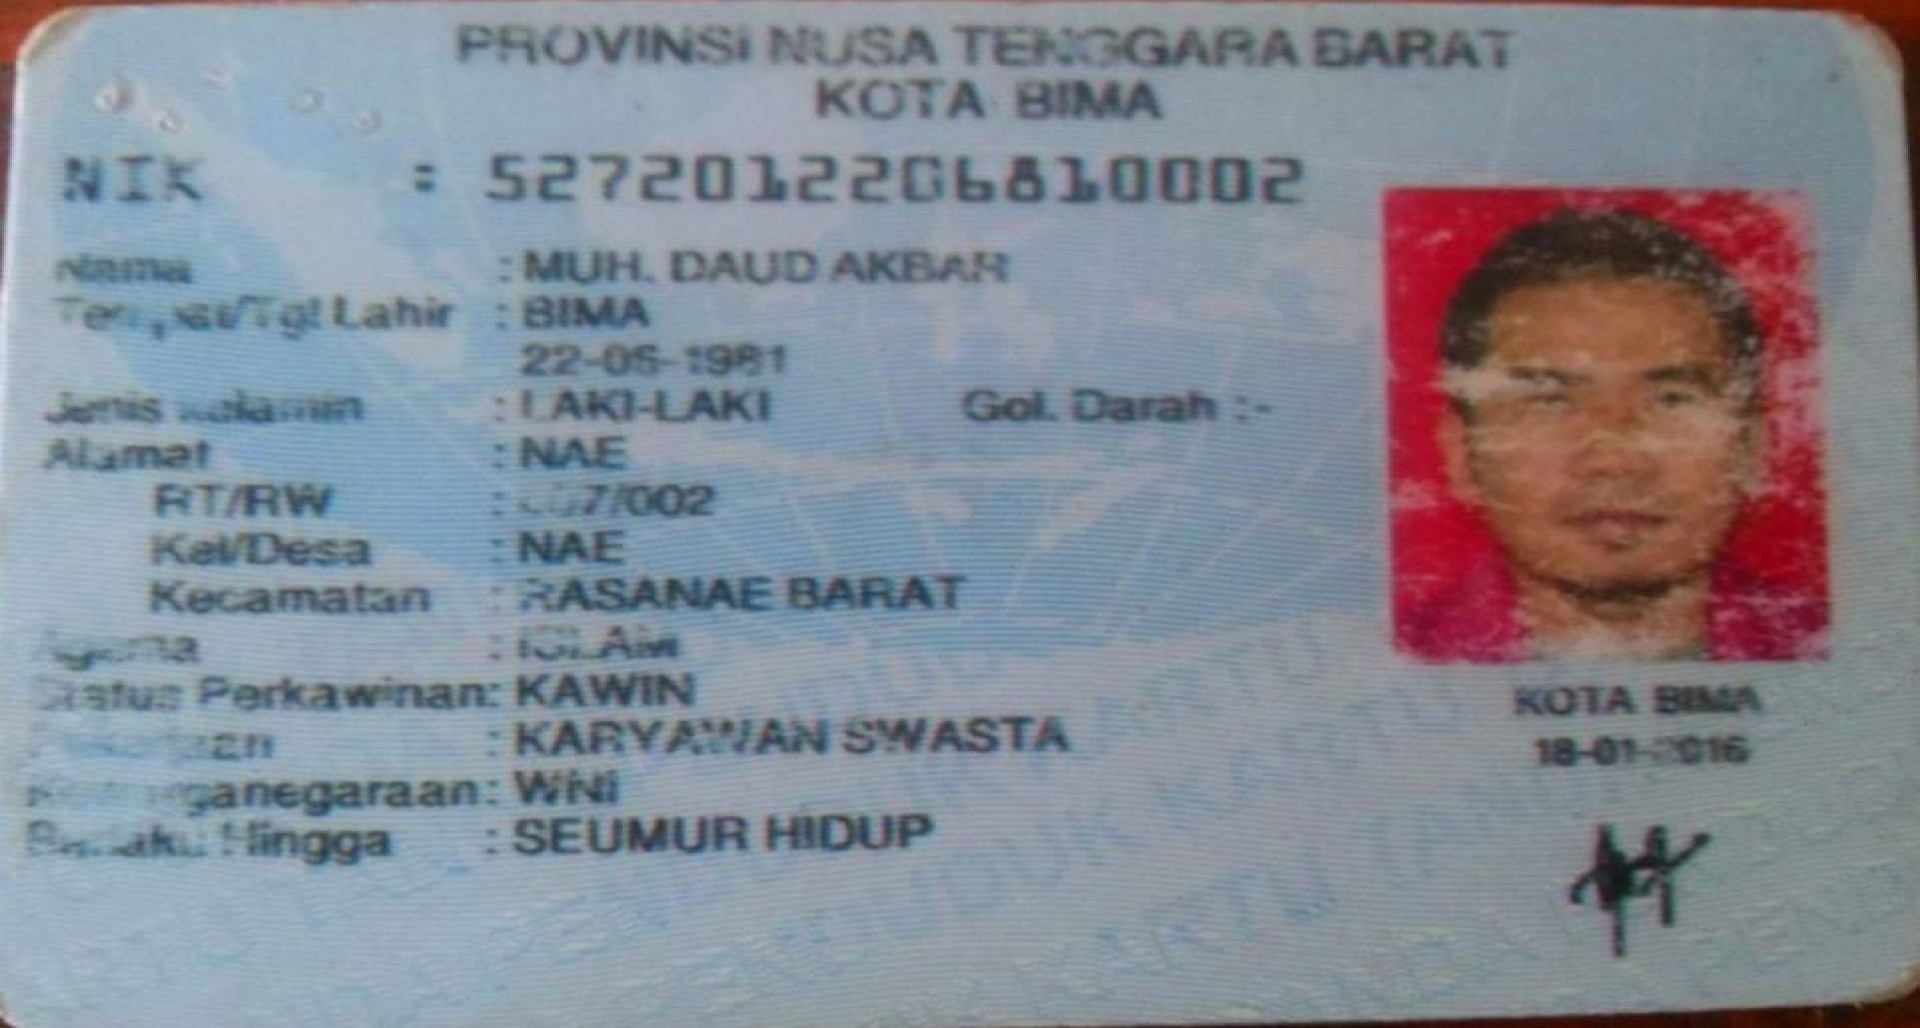 PROVINSI NUSA TENGGARA BARAT
KOTA BIMA
NIK : 5272012206810002
Nama : MUH. DAUD AKBAR
Tempat/Tgl Lahir : BIMA
22-06-1981
Jenis Kelamin : LAKI-LAKI Gol. Darah :-
Alamat : NAE
RT/RW : /002
Kel/Desa : NAE
Kecamatan : RASANAE BARAT
Agama : ISLAM
Status Perkawinan: KAWIN
Pekerjaan : KARYAWAN SWASTA
Kewarganegaraan: WNI
Berlaku Hingga : SEUMUR HIDUP
KOTA BIMA
18-01-2016